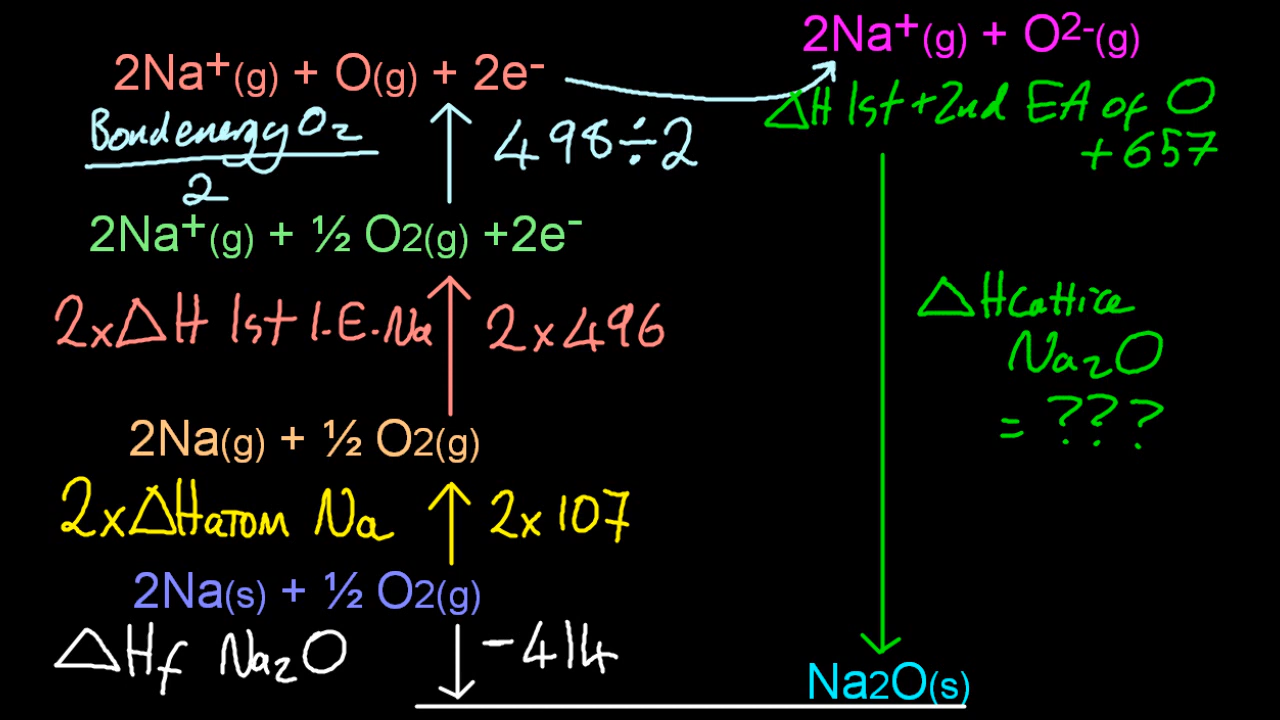 2Na⁺(g) + O²⁻(g)
2Na⁺(g) + O(g) + 2e⁻
ΔH 1st + 2nd EA of O
+657
Bond energy O₂
2
498÷2
2Na⁺(g) + ½ O2(g) +2e⁻
2xΔH 1st I.E. Na
2x496
ΔHLattice
Na₂O
= ???
2Na(g) + ½ O2(g)
2xΔHATOM Na
2x107
2Na(s) + ½ O2(g)
ΔHf Na₂O
-414
Na2O(s)